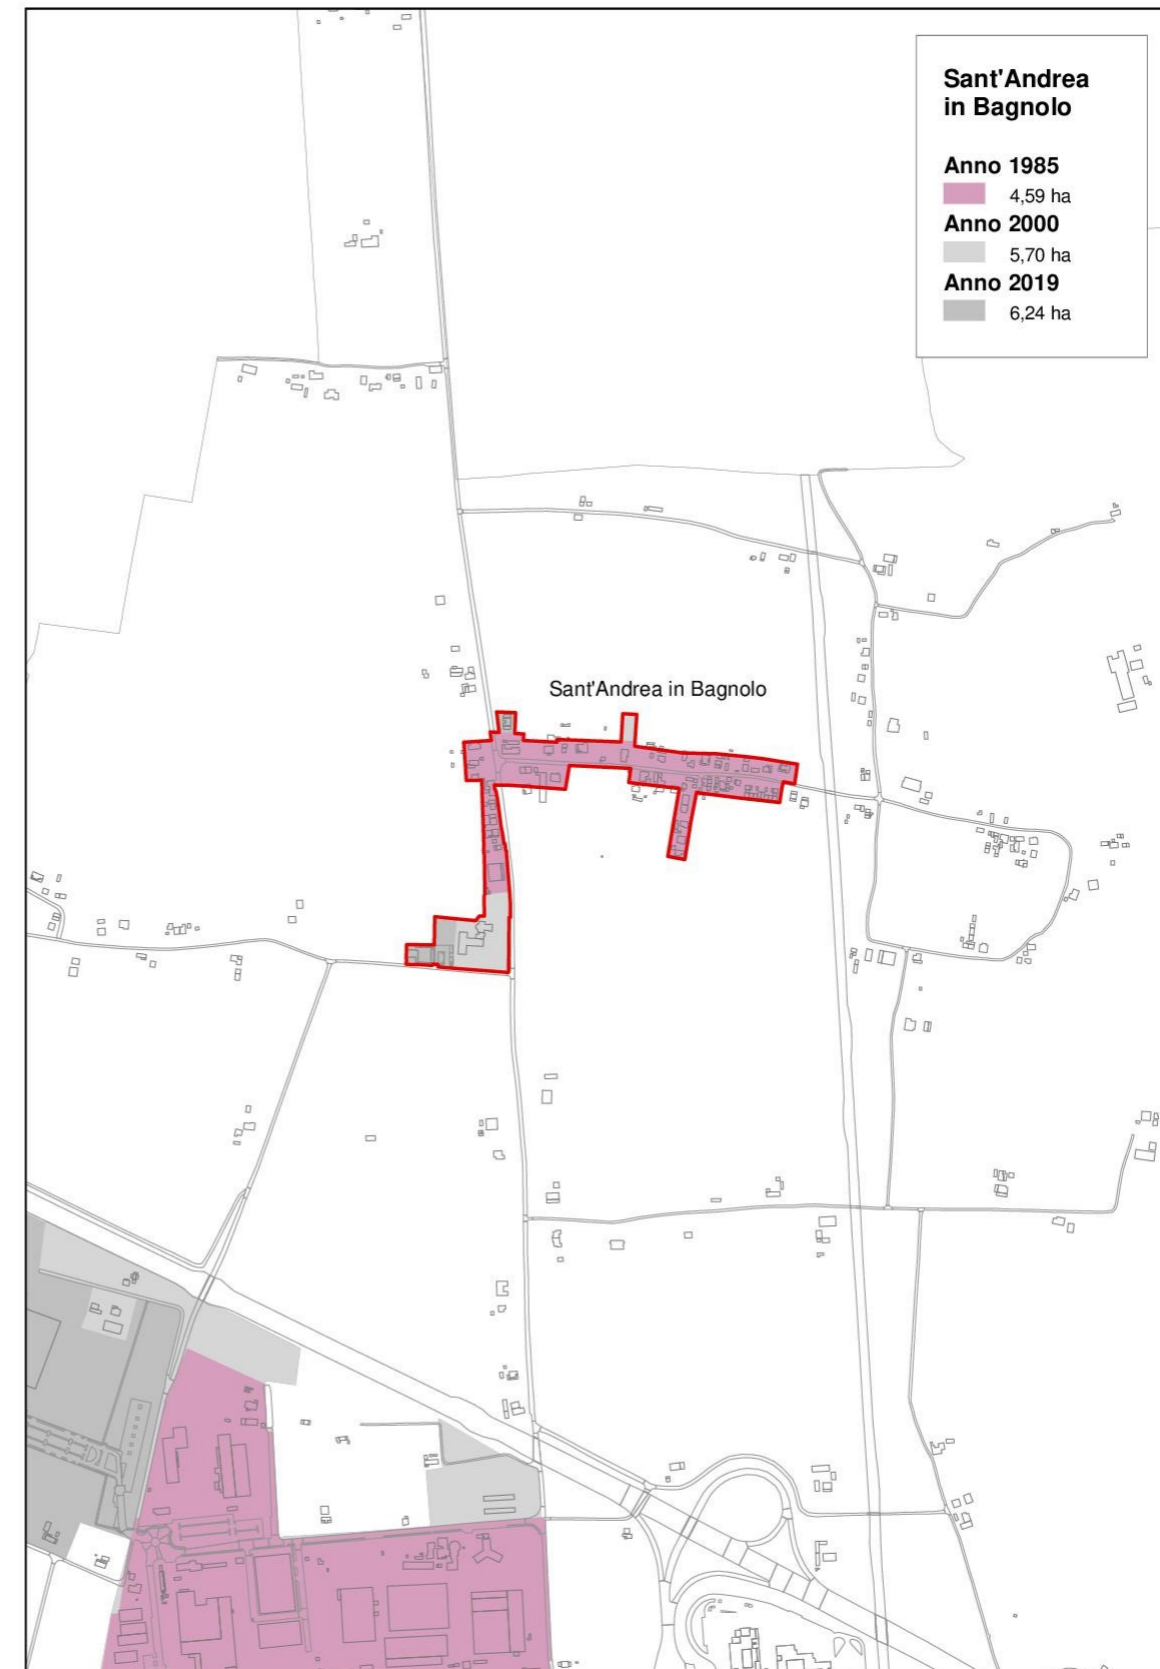 Sant'Andrea
in Bagnolo
Anno 1985
4,59 ha
Anno 2000
5,70 ha
Anno 2019
6,24 ha
Sant'Andrea in Bagnolo